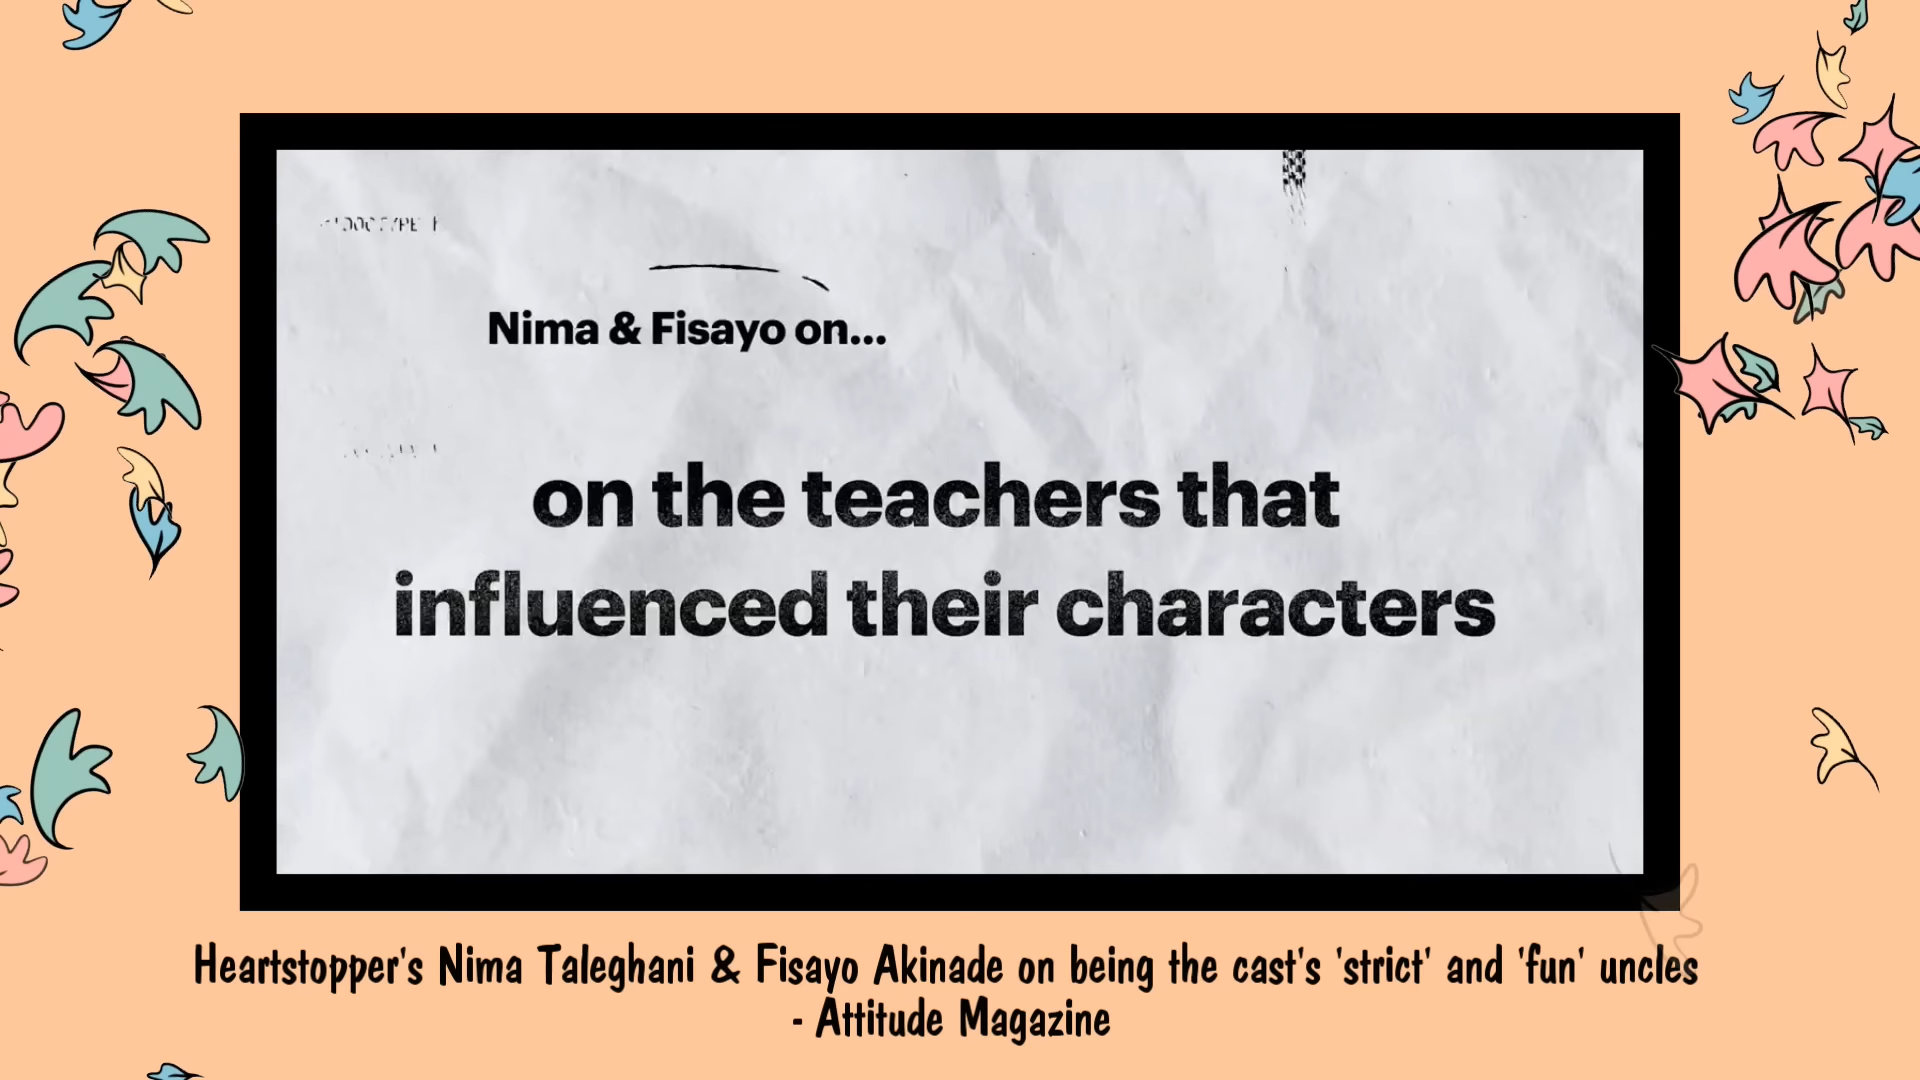 Nima & Fisayo on...
on the teachers that
influenced their characters
Heartstopper's Nima Taleghani & Fisayo Akinade on being the cast's 'strict' and 'fun' uncles
- Attitude Magazine